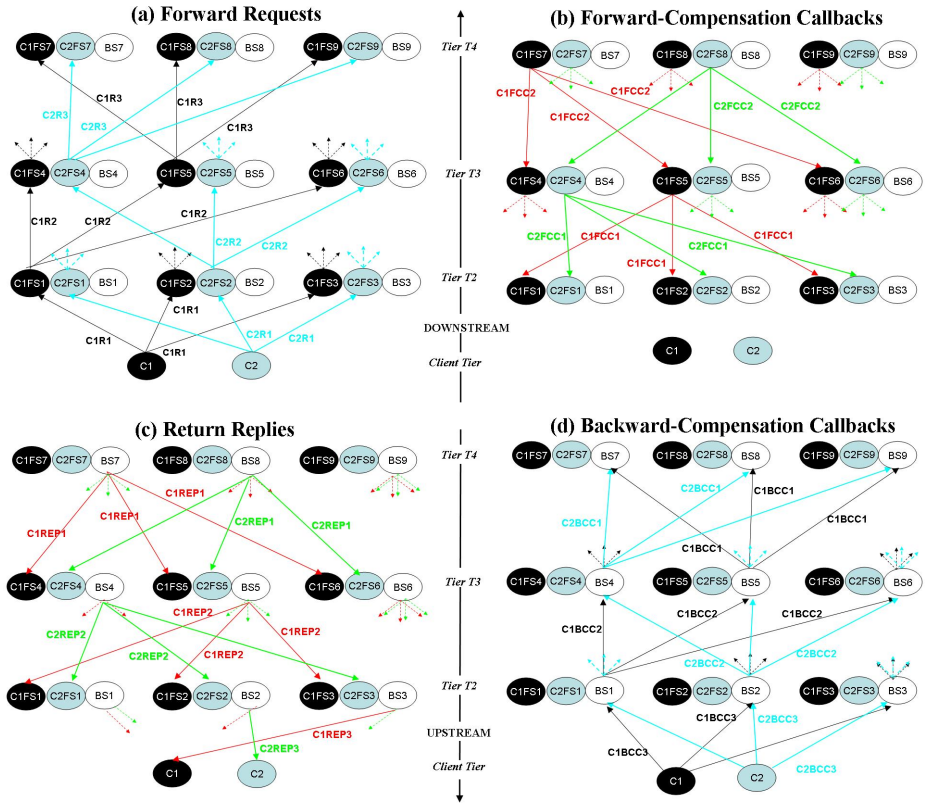 (a) Forward Requests
C1FS7 C2FS7 BS7 C1FS8 C2FS8 BS8 C1FS9 C2FS9 BS9
C1R3 C1R3 C1R3
C2R3 C2R3
C1FS4 C2FS4 BS4 C1FS5 C2FS5 BS5 C1FS6 C2FS6 BS6
C1R2 C1R2 C1R2
C2R2 C2R2
C1FS1 C2FS1 BS1 C1FS2 C2FS2 BS2 C1FS3 C2FS3 BS3
C1R1 C1R1
C2R1 C2R1
C1 C2
Tier T4
Tier T3
Tier T2
DOWNSTREAM
Client Tier
(b) Forward-Compensation Callbacks
C1FS7 C2FS7 BS7 C1FS8 C2FS8 BS8 C1FS9 C2FS9 BS9
C1FCC2 C1FCC2 C1FCC2 C2FCC2 C2FCC2
C1FS4 C2FS4 BS4 C1FS5 C2FS5 BS5 C1FS6 C2FS6 BS6
C2FCC1 C1FCC1 C1FCC1 C2FCC1 C1FCC1
C1FS1 C2FS1 BS1 C1FS2 C2FS2 BS2 C1FS3 C2FS3 BS3
C1 C2
(c) Return Replies
C1FS7 C2FS7 BS7 C1FS8 C2FS8 BS8 C1FS9 C2FS9 BS9
C1REP1 C1REP1 C1REP1 C2REP1 C2REP1
C1FS4 C2FS4 BS4 C1FS5 C2FS5 BS5 C1FS6 C2FS6 BS6
C2REP2 C2REP2 C1REP2 C1REP2 C1REP2
C1FS1 C2FS1 BS1 C1FS2 C2FS2 BS2 C1FS3 C2FS3 BS3
C1REP3
C2REP3
C1 C2
Tier T4
Tier T3
Tier T2
UPSTREAM
Client Tier
(d) Backward-Compensation Callbacks
C1FS7 C2FS7 BS7 C1FS8 C2FS8 BS8 C1FS9 C2FS9 BS9
C2BCC1 C2BCC1 C1BCC1 C1BCC1 C1BCC1
C1FS4 C2FS4 BS4 C1FS5 C2FS5 BS5 C1FS6 C2FS6 BS6
C1BCC2 C1BCC2 C1BCC2
C2BCC2 C2BCC2
C1FS1 C2FS1 BS1 C1FS2 C2FS2 BS2 C1FS3 C2FS3 BS3
C1BCC3 C1BCC3 C2BCC3 C2BCC3
C1 C2